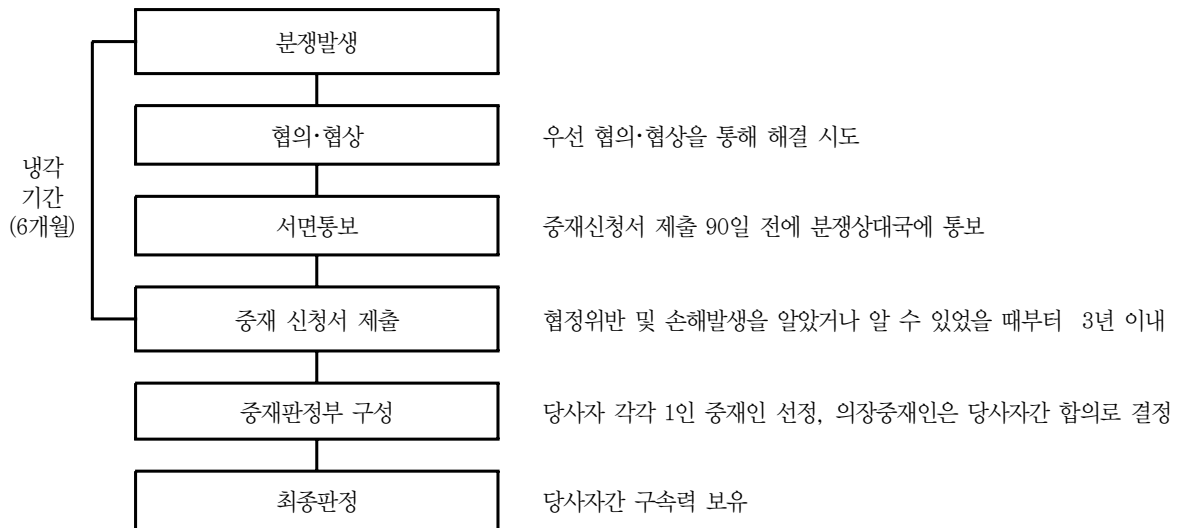 분쟁발생
협의·협상
우선 협의·협상을 통해 해결 시도
냉각
기간
(6개월)
서면통보
중재신청서 제출 90일 전에 분쟁상대국에 통보
중재 신청서 제출
협정위반 및 손해발생을 알았거나 알 수 있었을 때부터 3년 이내
중재판정부 구성
당사자 각각 1인 중재인 선정, 의장중재인은 당사자간 합의로 결정
최종판정
당사자간 구속력 보유